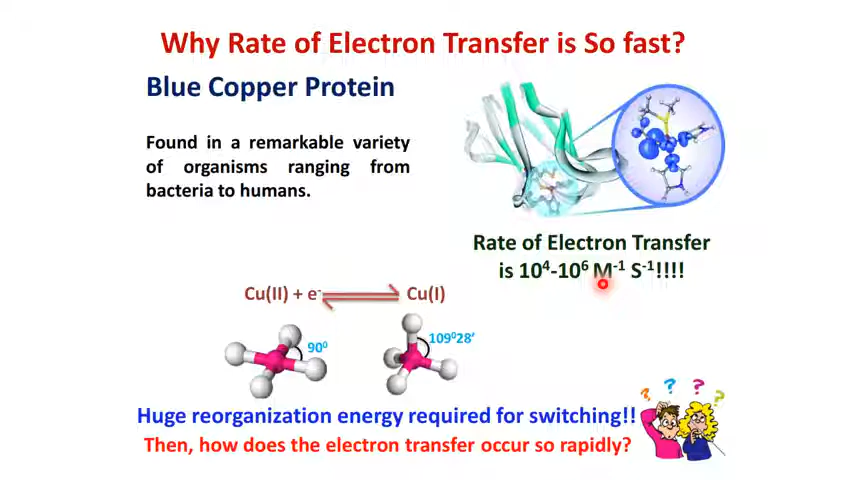 Why Rate of Electron Transfer is So fast?
Blue Copper Protein
Found in a remarkable variety
of organisms ranging from
bacteria to humans.
Rate of Electron Transfer
is 10⁴-10⁶ M⁻¹ S⁻¹!!!!
Cu(II) + e⁻ Cu(I)
90⁰ 109⁰28'
Huge reorganization energy required for switching!!
Then, how does the electron transfer occur so rapidly?
? ? ? ?